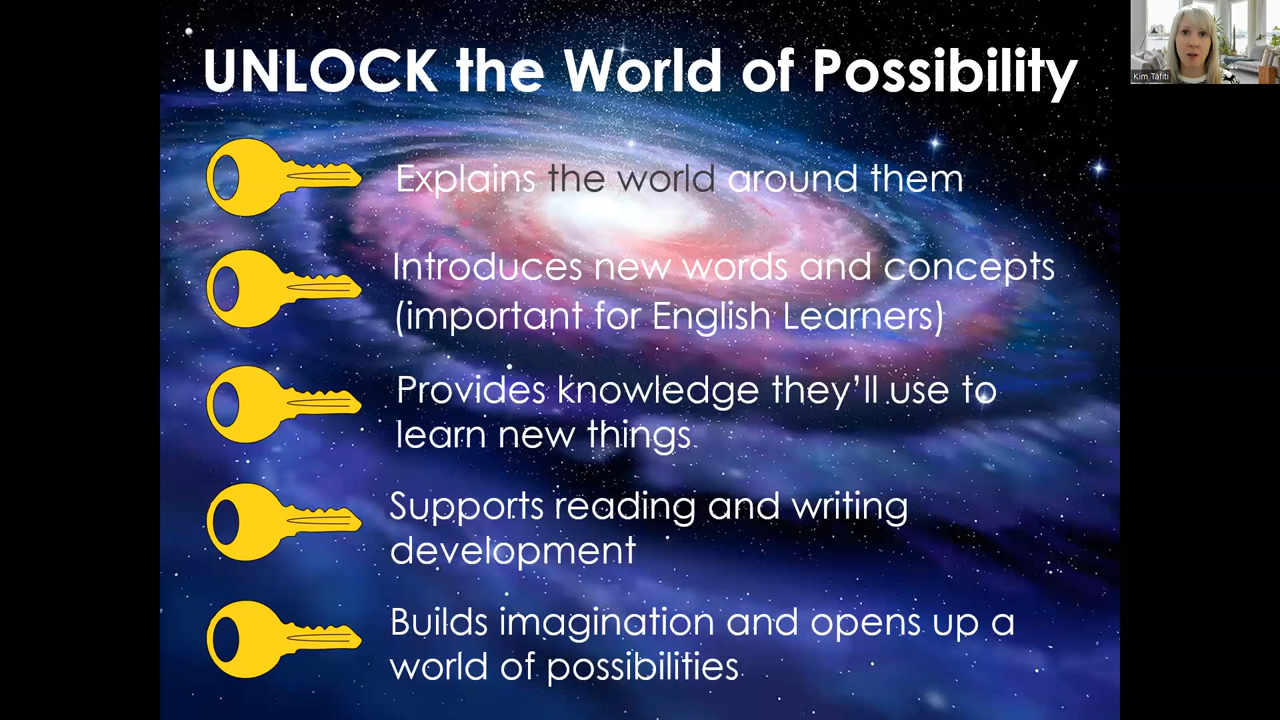 UNLOCK the World of Possibility
Kim Tafiti
Explains the world around them
Introduces new words and concepts
(important for English Learners)
Provides knowledge they’ll use to
learn new things
Supports reading and writing
development
Builds imagination and opens up a
world of possibilities